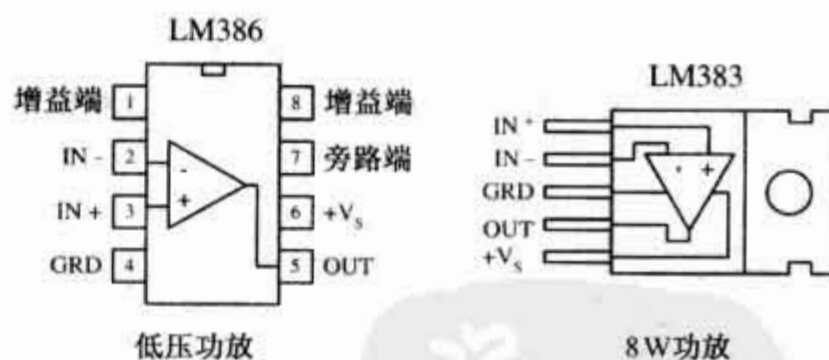 LM386
增益端 1
8 增益端
IN - 2
7 旁路端
-
IN + 3
+
6 +Vs
GRD 4
5 OUT
低压功放
LM383
IN +
IN -
- +
GRD
OUT
+Vs
8W功放